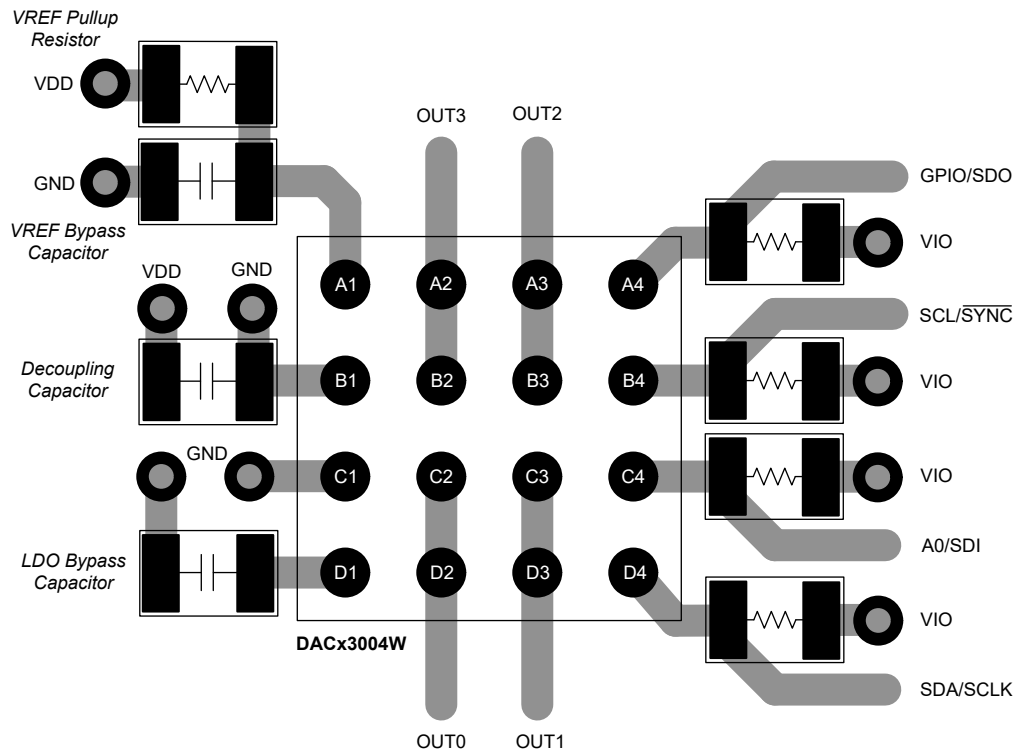 VREF Pullup
Resistor
VDD
GND
VREF Bypass
Capacitor
OUT3
OUT2
GPIO/SDO
VIO
VDD
GND
A1
A2
A3
A4
SCL/SYNC
Decoupling
Capacitor
B1
B2
B3
B4
VIO
GND
C1
C2
C3
C4
VIO
A0/SDI
LDO Bypass
Capacitor
D1
D2
D3
D4
VIO
DACx3004W
SDA/SCLK
OUT0
OUT1